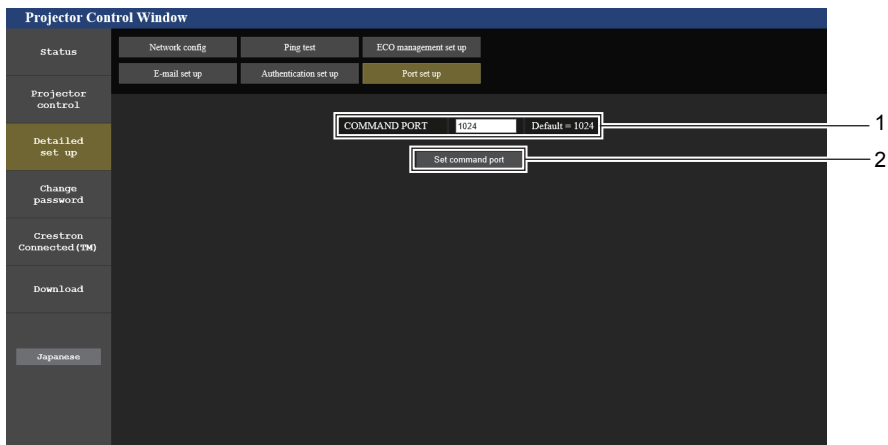 Projector Control Window
Status
Network config
Ping test
ECO management set up
E-mail set up
Authentication set up
Port set up
Projector
control
COMMAND PORT 1024 Default = 1024
1
Detailed
set up
Set command port
2
Change
password
Crestron
Connected(TM)
Download
Japanese